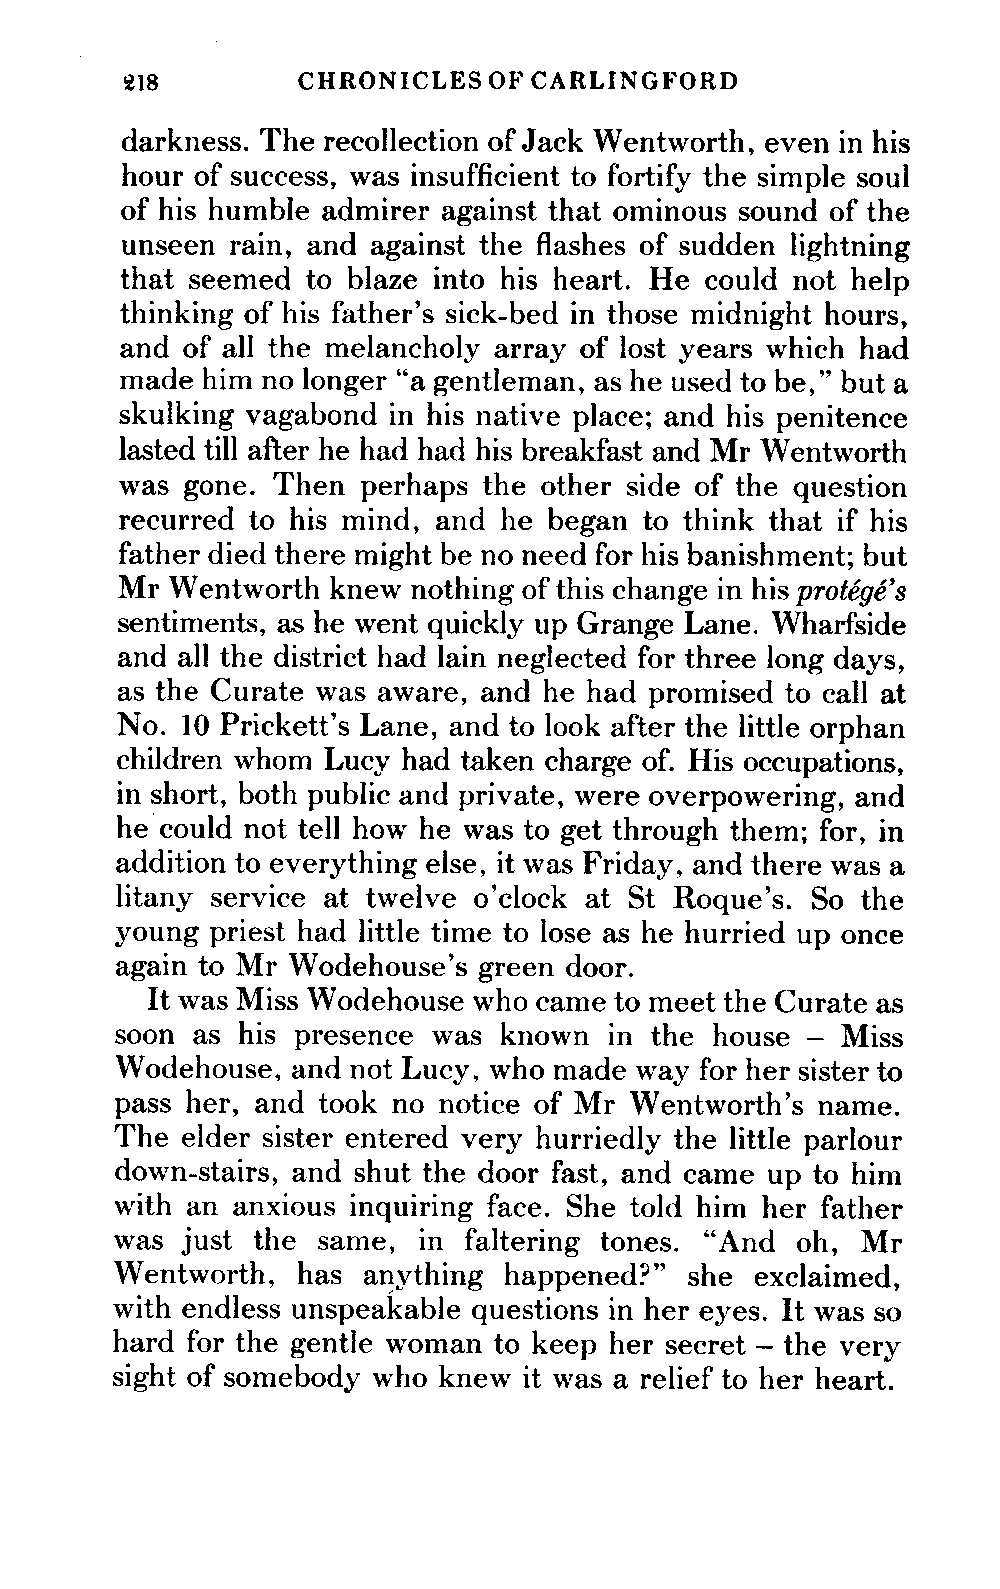 218 CHRONICLES OF CARLINGFORD
darkness. The recollection of Jack Wentworth, even in his
hour of success, was insufficient to fortify the simple soul
of his humble admirer against that ominous sound of the
unseen rain, and against the flashes of sudden lightning
that seemed to blaze into his heart. He could not help
thinking of his father's sick-bed in those midnight hours,
and of all the melancholy array of lost years which had
made him no longer “a gentleman, as he used to be,” but a
skulking vagabond in his native place; and his penitence
lasted till after he had had his breakfast and Mr Wentworth
was gone. Then perhaps the other side of the question
recurred to his mind, and he began to think that if his
father died there might be no need for his banishment; but
Mr Wentworth knew nothing of this change in his protégé's
sentiments, as he went quickly up Grange Lane. Wharfside
and all the district had lain neglected for three long days,
as the Curate was aware, and he had promised to call at
No. 10 Prickett's Lane, and to look after the little orphan
children whom Lucy had taken charge of. His occupations,
in short, both public and private, were overpowering, and
he could not tell how he was to get through them; for, in
addition to everything else, it was Friday, and there was a
litany service at twelve o'clock at St Roque's. So the
young priest had little time to lose as he hurried up once
again to Mr Wodehouse's green door.
It was Miss Wodehouse who came to meet the Curate as
soon as his presence was known in the house – Miss
Wodehouse, and not Lucy, who made way for her sister to
pass her, and took no notice of Mr Wentworth's name.
The elder sister entered very hurriedly the little parlour
down-stairs, and shut the door fast, and came up to him
with an anxious inquiring face. She told him her father
was just the same, in faltering tones. “And oh, Mr
Wentworth, has anything happened?” she exclaimed,
with endless unspeakable questions in her eyes. It was so
hard for the gentle woman to keep her secret – the very
sight of somebody who knew it was a relief to her heart.